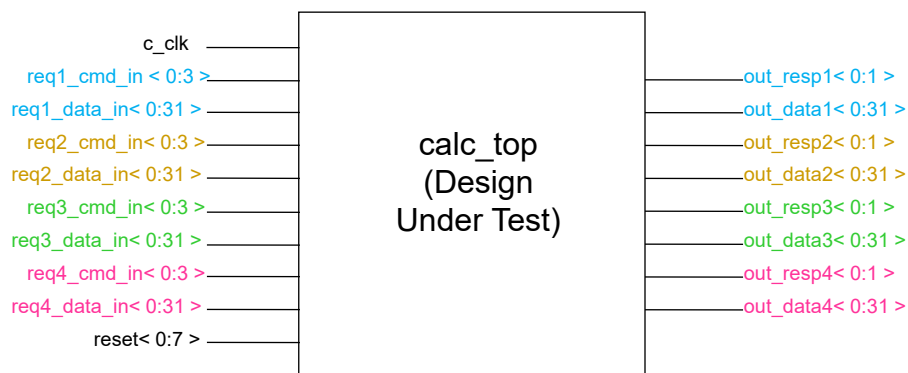 c_clk
req1_cmd_in < 0:3 >
req1_data_in< 0:31 >
req2_cmd_in< 0:3 >
req2_data_in< 0:31 >
req3_cmd_in< 0:3 >
req3_data_in< 0:31 >
req4_cmd_in< 0:3 >
req4_data_in< 0:31 >
reset< 0:7 >
calc_top
(Design
Under Test)
out_resp1< 0:1 >
out_data1< 0:31 >
out_resp2< 0:1 >
out_data2< 0:31 >
out_resp3< 0:1 >
out_data3< 0:31 >
out_resp4< 0:1 >
out_data4< 0:31 >